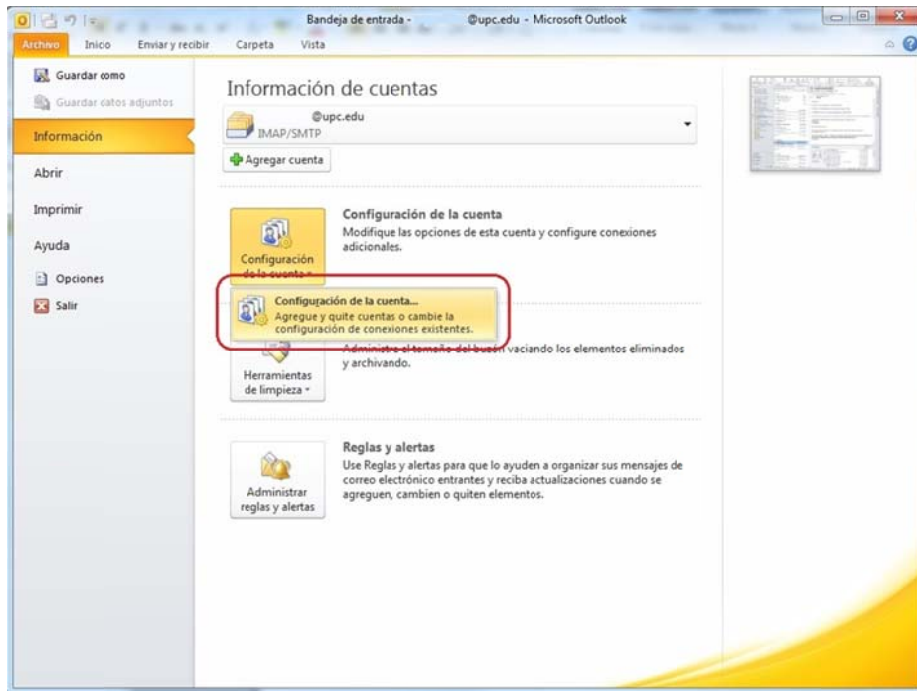 Bandeja de entrada - @upc.edu - Microsoft Outlook
Archivo Inicio Enviar y recibir Carpeta Vista
Guardar como
Guardar datos adjuntos
Información
Abrir
Imprimir
Ayuda
Opciones
Salir
Información de cuentas
@upc.edu
IMAP/SMTP
Agregar cuenta
Configuración
de la cuenta
Configuración de la cuenta
Modifique las opciones de esta cuenta y configure conexiones
adicionales.
Configuración de la cuenta...
Agregue y quite cuentas o cambie la
configuración de conexiones existentes.
Herramientas
de limpieza
Administre el tamaño del buzón vaciando los elementos eliminados
y archivando.
Administrar
reglas y alertas
Reglas y alertas
Use Reglas y alertas para que lo ayuden a organizar sus mensajes de
correo electrónico entrantes y reciba actualizaciones cuando se
agreguen, cambien o quiten elementos.